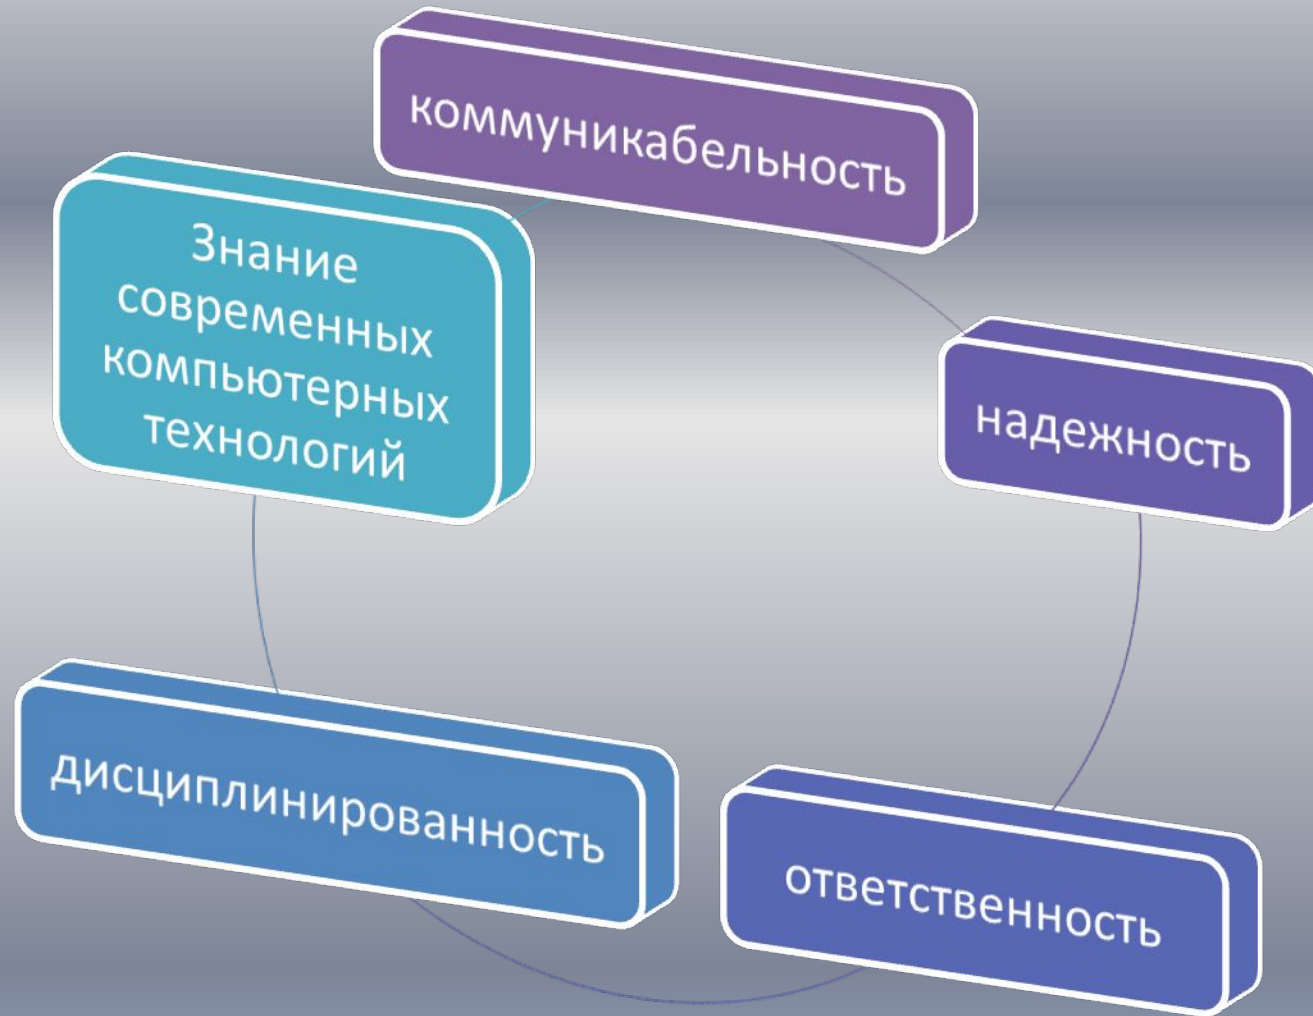 коммуникабельность
Знание
современных
компьютерных
технологий
надежность
дисциплинированность
ответственность